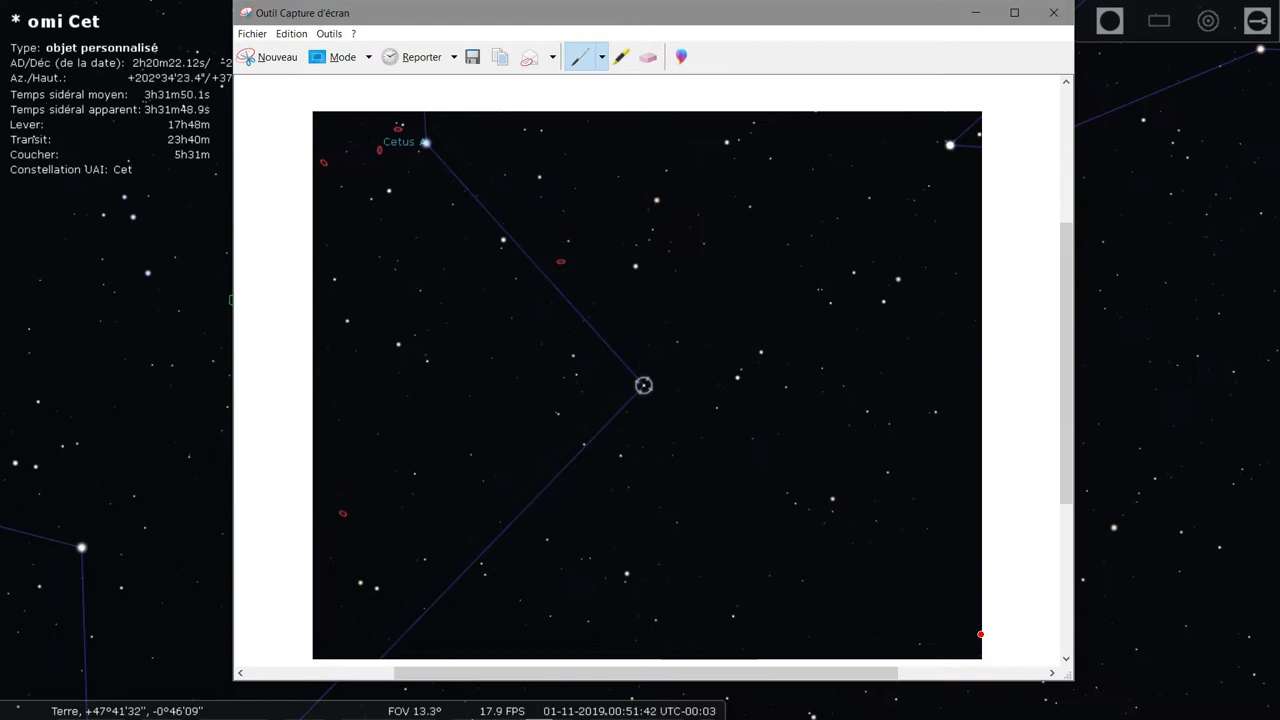 * omi Cet
Type: objet personnalisé
AD/Déc (de la date): 2h20m22.12s/ -2
Az./Haut.: +202°34'23.4"/+37
Temps sidéral moyen: 3h31m50.1s
Temps sidéral apparent: 3h31m48.9s
Lever: 17h48m
Transit: 23h40m
Coucher: 5h31m
Constellation UAI: Cet
Outil Capture d'écran
Fichier Edition Outils ?
Nouveau Mode Reporter
Cetus A
Terre, +47°41'32", -0°46'09" FOV 13.3° 17.9 FPS 01-11-2019,00:51:42 UTC-00:03